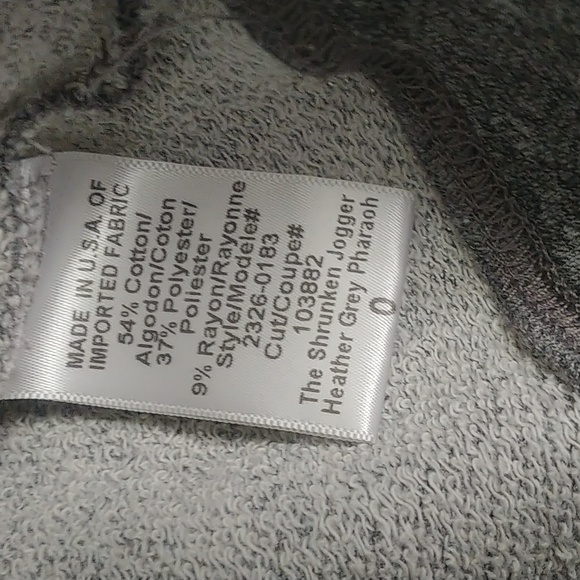 MADE IN U.S.A. OF
IMPORTED FABRIC
54% Cotton/
Algodon/Coton
37% Polyester/
Poliester
9% Rayon/Rayonne
Style/Modele#
2326-0183
Cut/Coupe#
103882
The Shrunken Jogger
Heather Grey Pharaoh
0